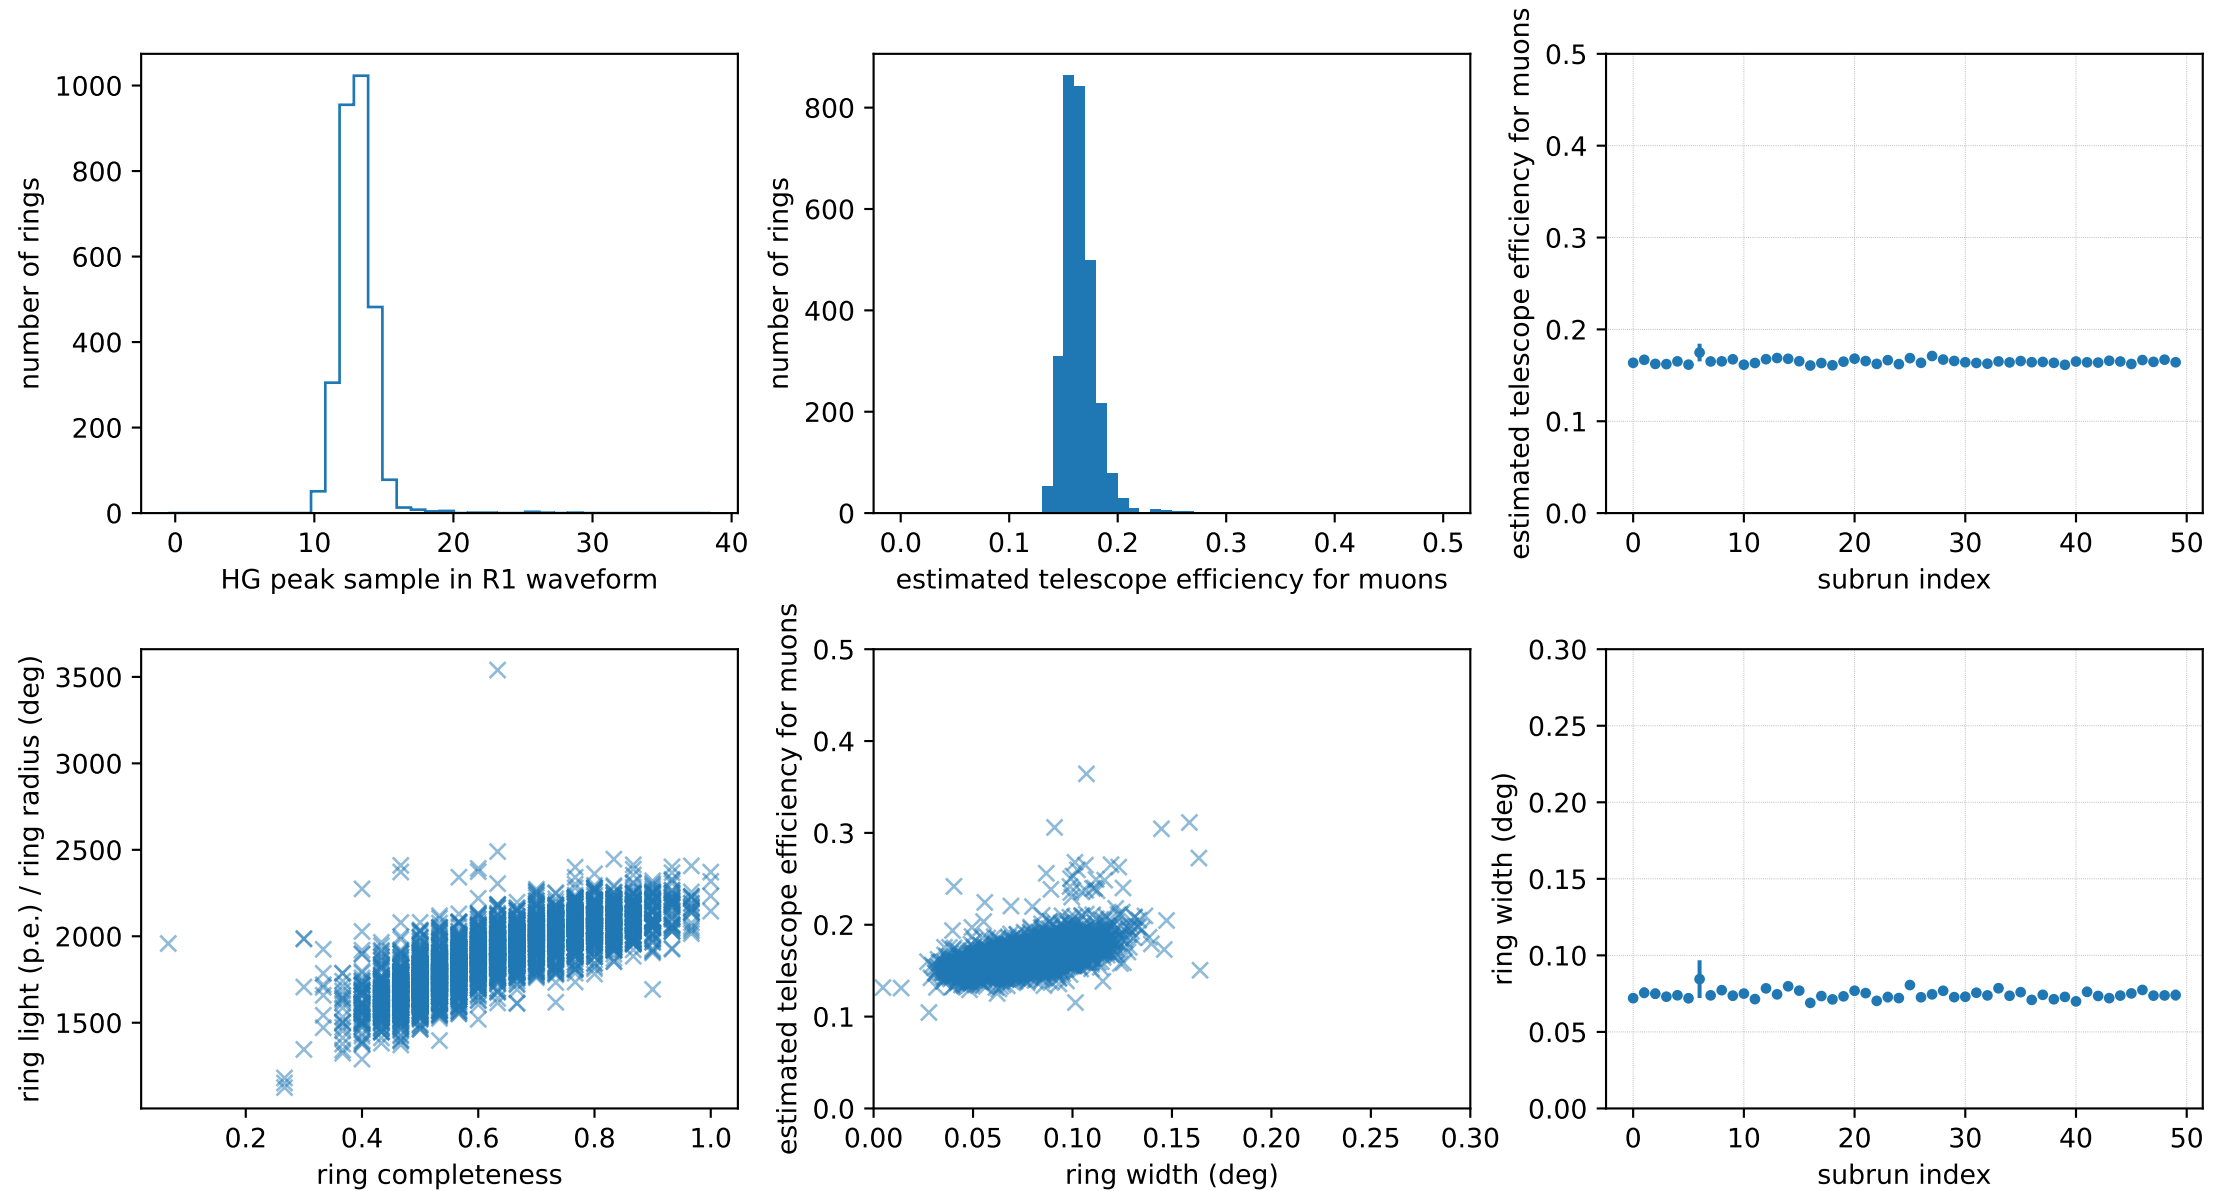 number of rings
1000
800
600
400
200
0
0 10 20 30 40
HG peak sample in R1 waveform
number of rings
800
600
400
200
0
0.0 0.1 0.2 0.3 0.4 0.5
estimated telescope efficiency for muons
estimated telescope efficiency for muons
0.5
0.4
0.3
0.2
0.1
0.0
0 10 20 30 40 50
subrun index
ring light (p.e.) / ring radius (deg)
3500
3000
2500
2000
1500
0.2 0.4 0.6 0.8 1.0
ring completeness
estimated telescope efficiency for muons
0.5
0.4
0.3
0.2
0.1
0.0
0.00 0.05 0.10 0.15 0.20 0.25 0.30
ring width (deg)
ring width (deg)
0.30
0.25
0.20
0.15
0.10
0.05
0.00
0 10 20 30 40 50
subrun index